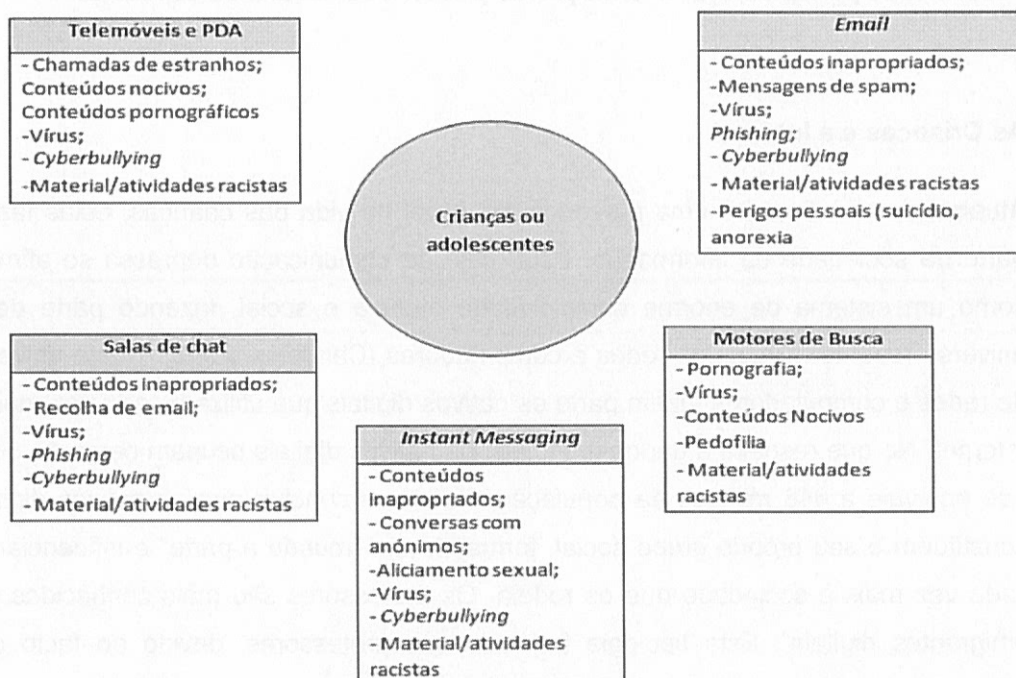 Telemóveis e PDA
- Chamadas de estranhos;
Conteúdos nocivos;
Conteúdos pornográficos
-Vírus;
- Cyberbullying
-Material/atividades racistas
Email
- Conteúdos inapropriados;
-Mensagens de spam;
-Vírus;
Phishing;
- Cyberbullying
- Material/atividades racistas
- Perigos pessoais (suicídio,
anorexia
Crianças ou
adolescentes
Salas de chat
- Conteúdos inapropriados;
- Recolha de email;
-Vírus;
- Phishing
-Cyberbullying
- Material/atividades racistas
Instant Messaging
- Conteúdos
Inapropriados;
- Conversas com
anónimos;
-Aliciamento sexual;
-Vírus;
- Cyberbullying
- Material/atividades
racistas
Motores de Busca
- Pornografia;
-Vírus;
-Conteúdos Nocivos
-Pedofilia
- Material/atividades
racistas